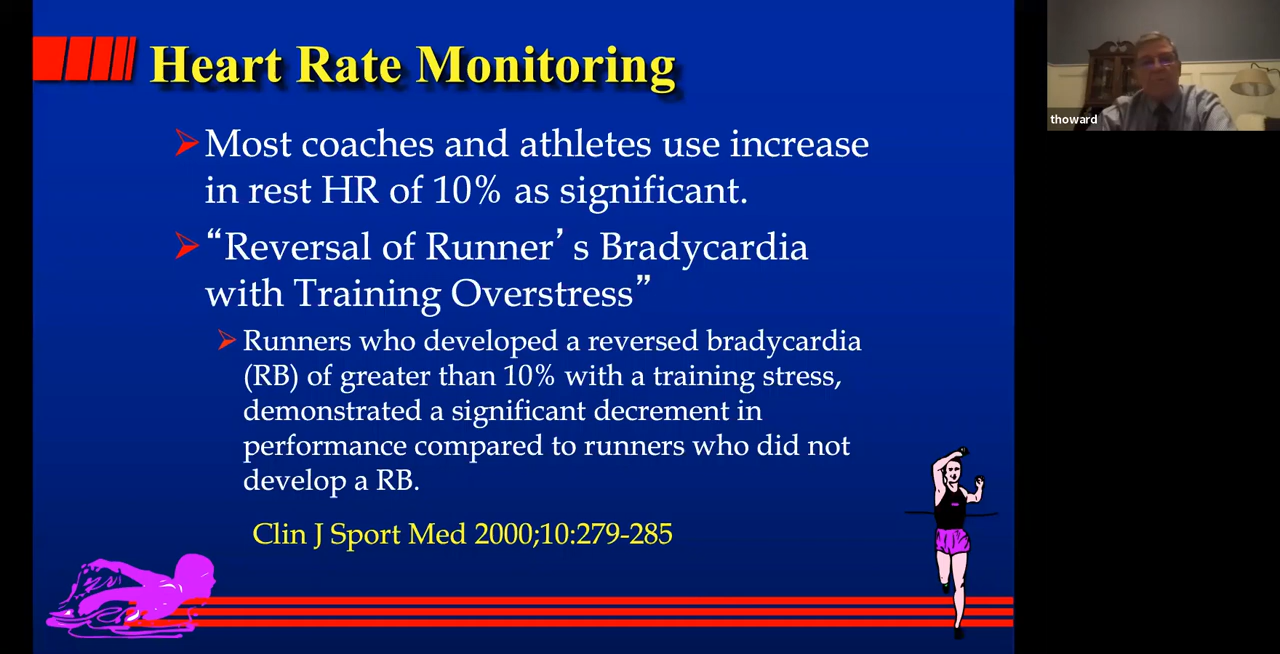 Heart Rate Monitoring
Most coaches and athletes use increase
in rest HR of 10% as significant.
“Reversal of Runner’s Bradycardia
with Training Overstress”
Runners who developed a reversed bradycardia
(RB) of greater than 10% with a training stress,
demonstrated a significant decrement in
performance compared to runners who did not
develop a RB.
Clin J Sport Med 2000;10:279-285
thoward